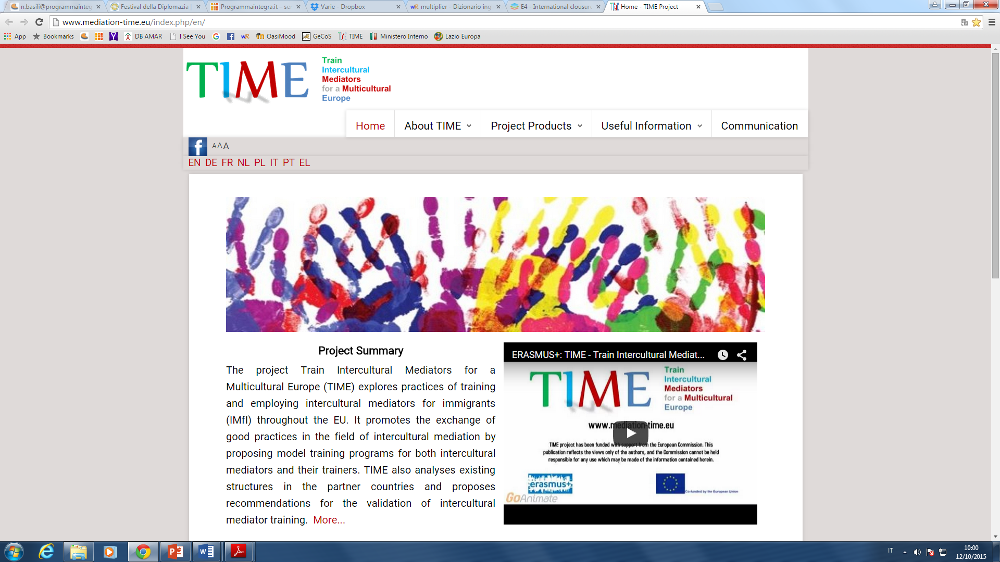 n.basili@programmainteg
Festival della Diplomazia |
Programmaintegra.it – ser
Varie - Dropbox
multiplier - Dizionario ing
E4 - International clousure
Home - TIME Project
www.mediation-time.eu/index.php/en/
App
Bookmarks
DB AMAR
I See You
OasiMood
GeCoS
TIME
Ministero Interno
Lazio Europa
TIME
Train
Intercultural
Mediators
for a Multicultural
Europe
Home
About TIME
Project Products
Useful Information
Communication
A A A
EN DE FR NL PL IT PT EL
Project Summary
The project Train Intercultural Mediators for a
Multicultural Europe (TIME) explores practices of training
and employing intercultural mediators for immigrants
(IMfI) throughout the EU. It promotes the exchange of
good practices in the field of intercultural mediation by
proposing model training programs for both intercultural
mediators and their trainers. TIME also analyses existing
structures in the partner countries and proposes
recommendations for the validation of intercultural
mediator training. More...
ERASMUS+: TIME - Train Intercultural Mediat...
TIME
Train
Intercultural
Mediators
for a Multicultural
Europe
www.mediation-time.eu
TIME project has been funded with support from the European Commission. This
publication reflects the views only of the authors, and the Commission cannot be held
responsible for any use which may be made of the information contained herein.
erasmus+
Co-funded by the European Union
GoAnimate
IT
10:00
12/10/2015